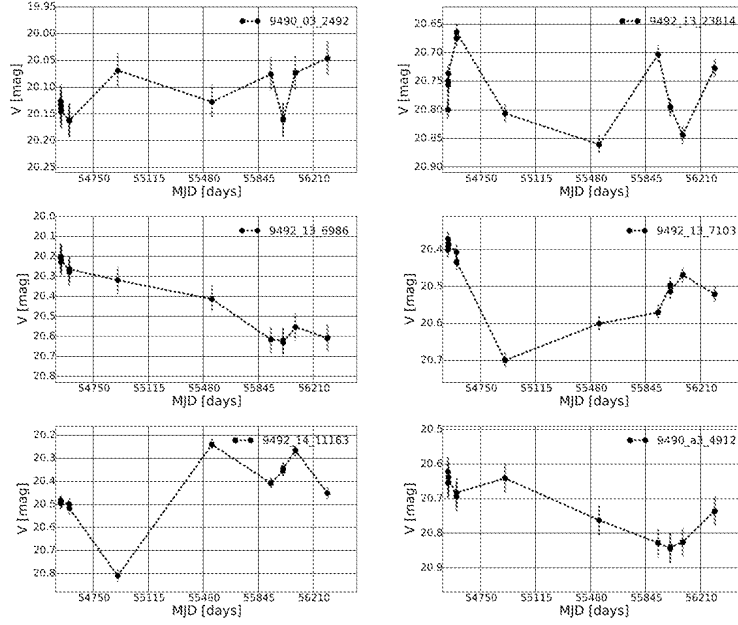 9490_03_2492
19.95
20.00
20.05
20.10
20.15
20.20
20.25
V [mag]
54750 55115 55480 55845 56210
MJD [days]
9492_13_23814
20.65
20.70
20.75
20.80
20.85
20.90
V [mag]
54750 55115 55480 55845 56210
MJD [days]
9492_13_6986
20.0
20.1
20.2
20.3
20.4
20.5
20.6
20.7
20.8
V [mag]
54750 55115 55480 55845 56210
MJD [days]
9492_13_7103
20.4
20.5
20.6
20.7
V [mag]
54750 55115 55480 55845 56210
MJD [days]
9492_14_11163
20.2
20.3
20.4
20.5
20.6
20.7
20.8
V [mag]
54750 55115 55480 55845 56210
MJD [days]
9490_a3_4912
20.5
20.6
20.7
20.8
20.9
V [mag]
54750 55115 55480 55845 56210
MJD [days]